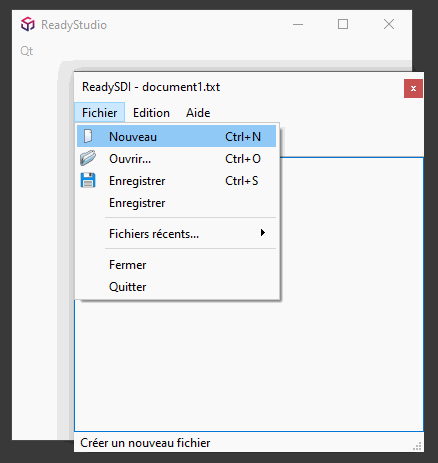 ReadyStudio
Qt
ReadySDI - document1.txt
Fichier Edition Aide
Nouveau Ctrl+N
Ouvrir... Ctrl+O
Enregistrer Ctrl+S
Enregistrer
Fichiers récents...
Fermer
Quitter
Créer un nouveau fichier